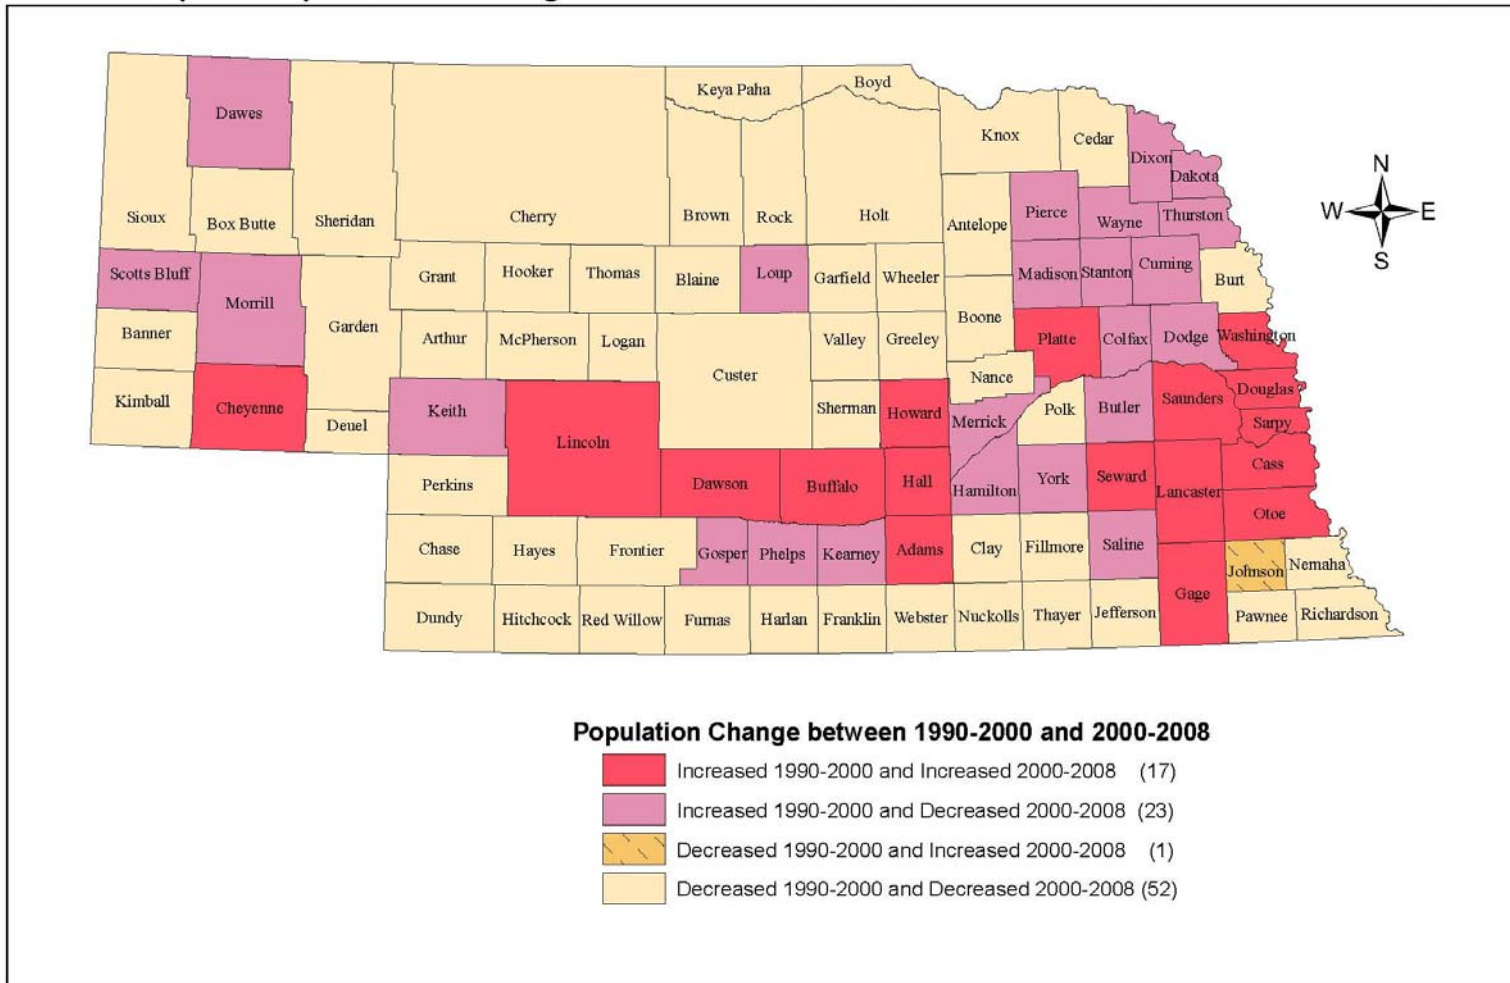 Keya Paha
Boyd
Dawes
Knox
Cedar
Dixon
Dakota
N
W E
S
Sioux
Box Butte
Sheridan
Cherry
Brown
Rock
Holt
Antelope
Pierce
Wayne
Thurston
Scotts Bluff
Morrill
Garden
Grant
Hooker
Thomas
Blaine
Loup
Garfield
Wheeler
Madison
Stanton
Cuming
Burt
Banner
Arthur
McPherson
Logan
Custer
Valley
Greeley
Boone
Platte
Colfax
Dodge
Washington
Kimball
Cheyenne
Deuel
Keith
Lincoln
Sherman
Howard
Nance
Merrick
Polk
Butler
Saunders
Douglas
Sarpy
Perkins
Dawson
Buffalo
Hall
Hamilton
York
Seward
Lancaster
Cass
Otoe
Chase
Hayes
Frontier
Gosper
Phelps
Kearney
Adams
Clay
Fillmore
Saline
Gage
Johnson
Nemaha
Dundy
Hitchcock
Red Willow
Furnas
Harlan
Franklin
Webster
Nuckolls
Thayer
Jefferson
Pawnee
Richardson
Population Change between 1990-2000 and 2000-2008
Increased 1990-2000 and Increased 2000-2008 (17)
Increased 1990-2000 and Decreased 2000-2008 (23)
Decreased 1990-2000 and Increased 2000-2008 (1)
Decreased 1990-2000 and Decreased 2000-2008 (52)